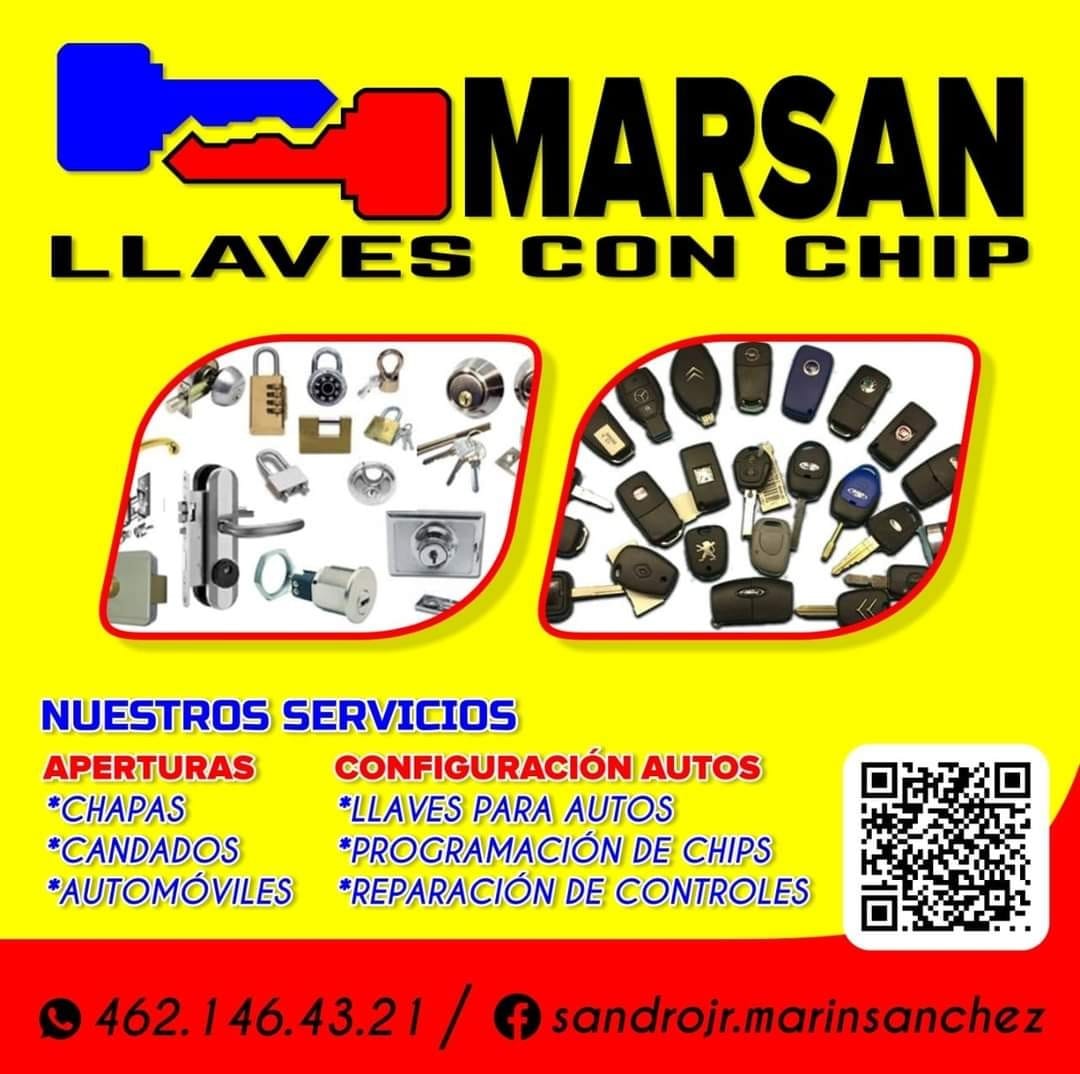 MARSAN
LLAVES CON CHIP
NUESTROS SERVICIOS
APERTURAS
*CHAPAS
*CANDADOS
*AUTOMÓVILES
CONFIGURACIÓN AUTOS
*LLAVES PARA AUTOS
*PROGRAMACIÓN DE CHIPS
*REPARACIÓN DE CONTROLES
462.146.43.21 / sandrojr.marinsanchez